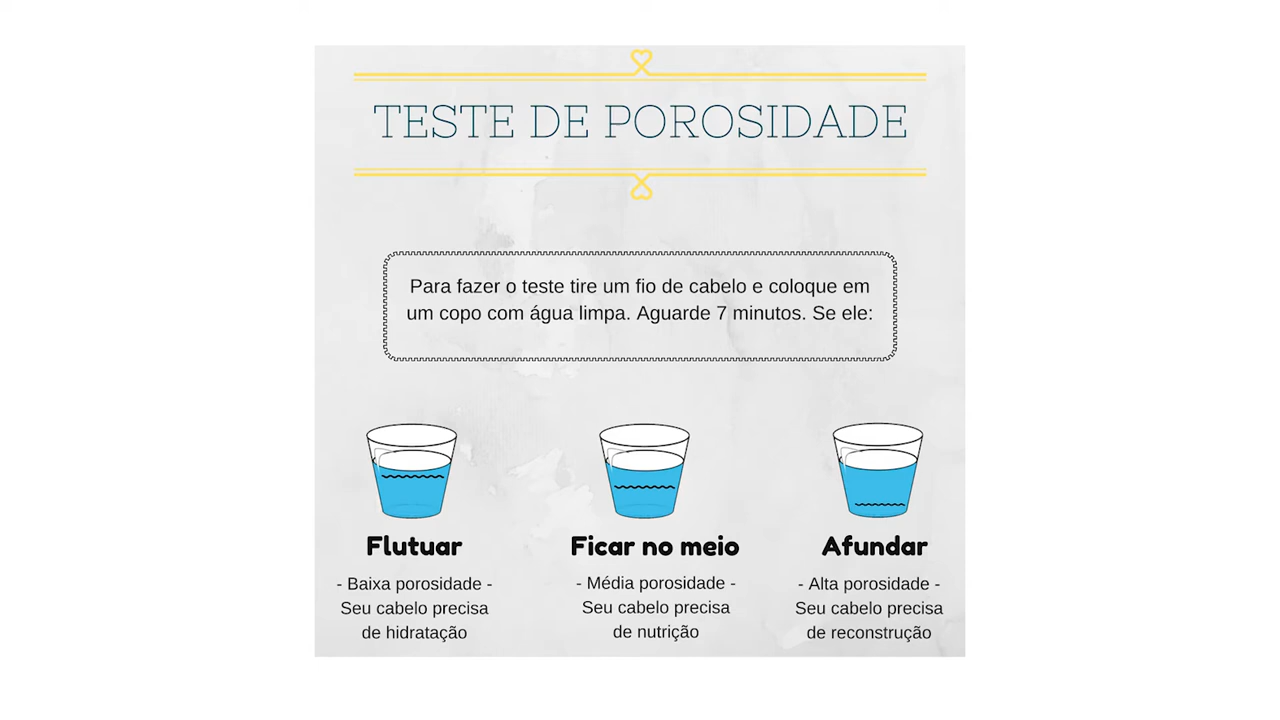 TESTE DE POROSIDADE
Para fazer o teste tire um fio de cabelo e coloque em
um copo com água limpa. Aguarde 7 minutos. Se ele:
Flutuar
- Baixa porosidade -
Seu cabelo precisa
de hidratação
Ficar no meio
- Média porosidade -
Seu cabelo precisa
de nutrição
Afundar
- Alta porosidade -
Seu cabelo precisa
de reconstrução